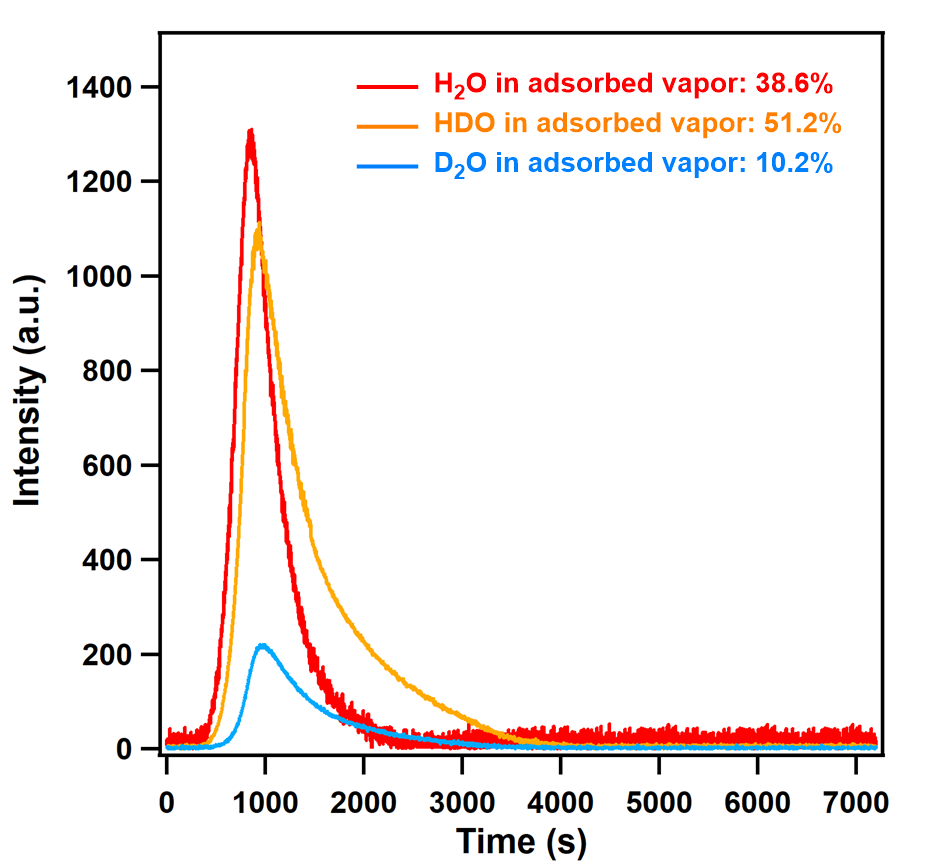 H₂O in adsorbed vapor: 38.6%
HDO in adsorbed vapor: 51.2%
D₂O in adsorbed vapor: 10.2%
Intensity (a.u.)
1400
1200
1000
800
600
400
200
0
0 1000 2000 3000 4000 5000 6000 7000
Time (s)